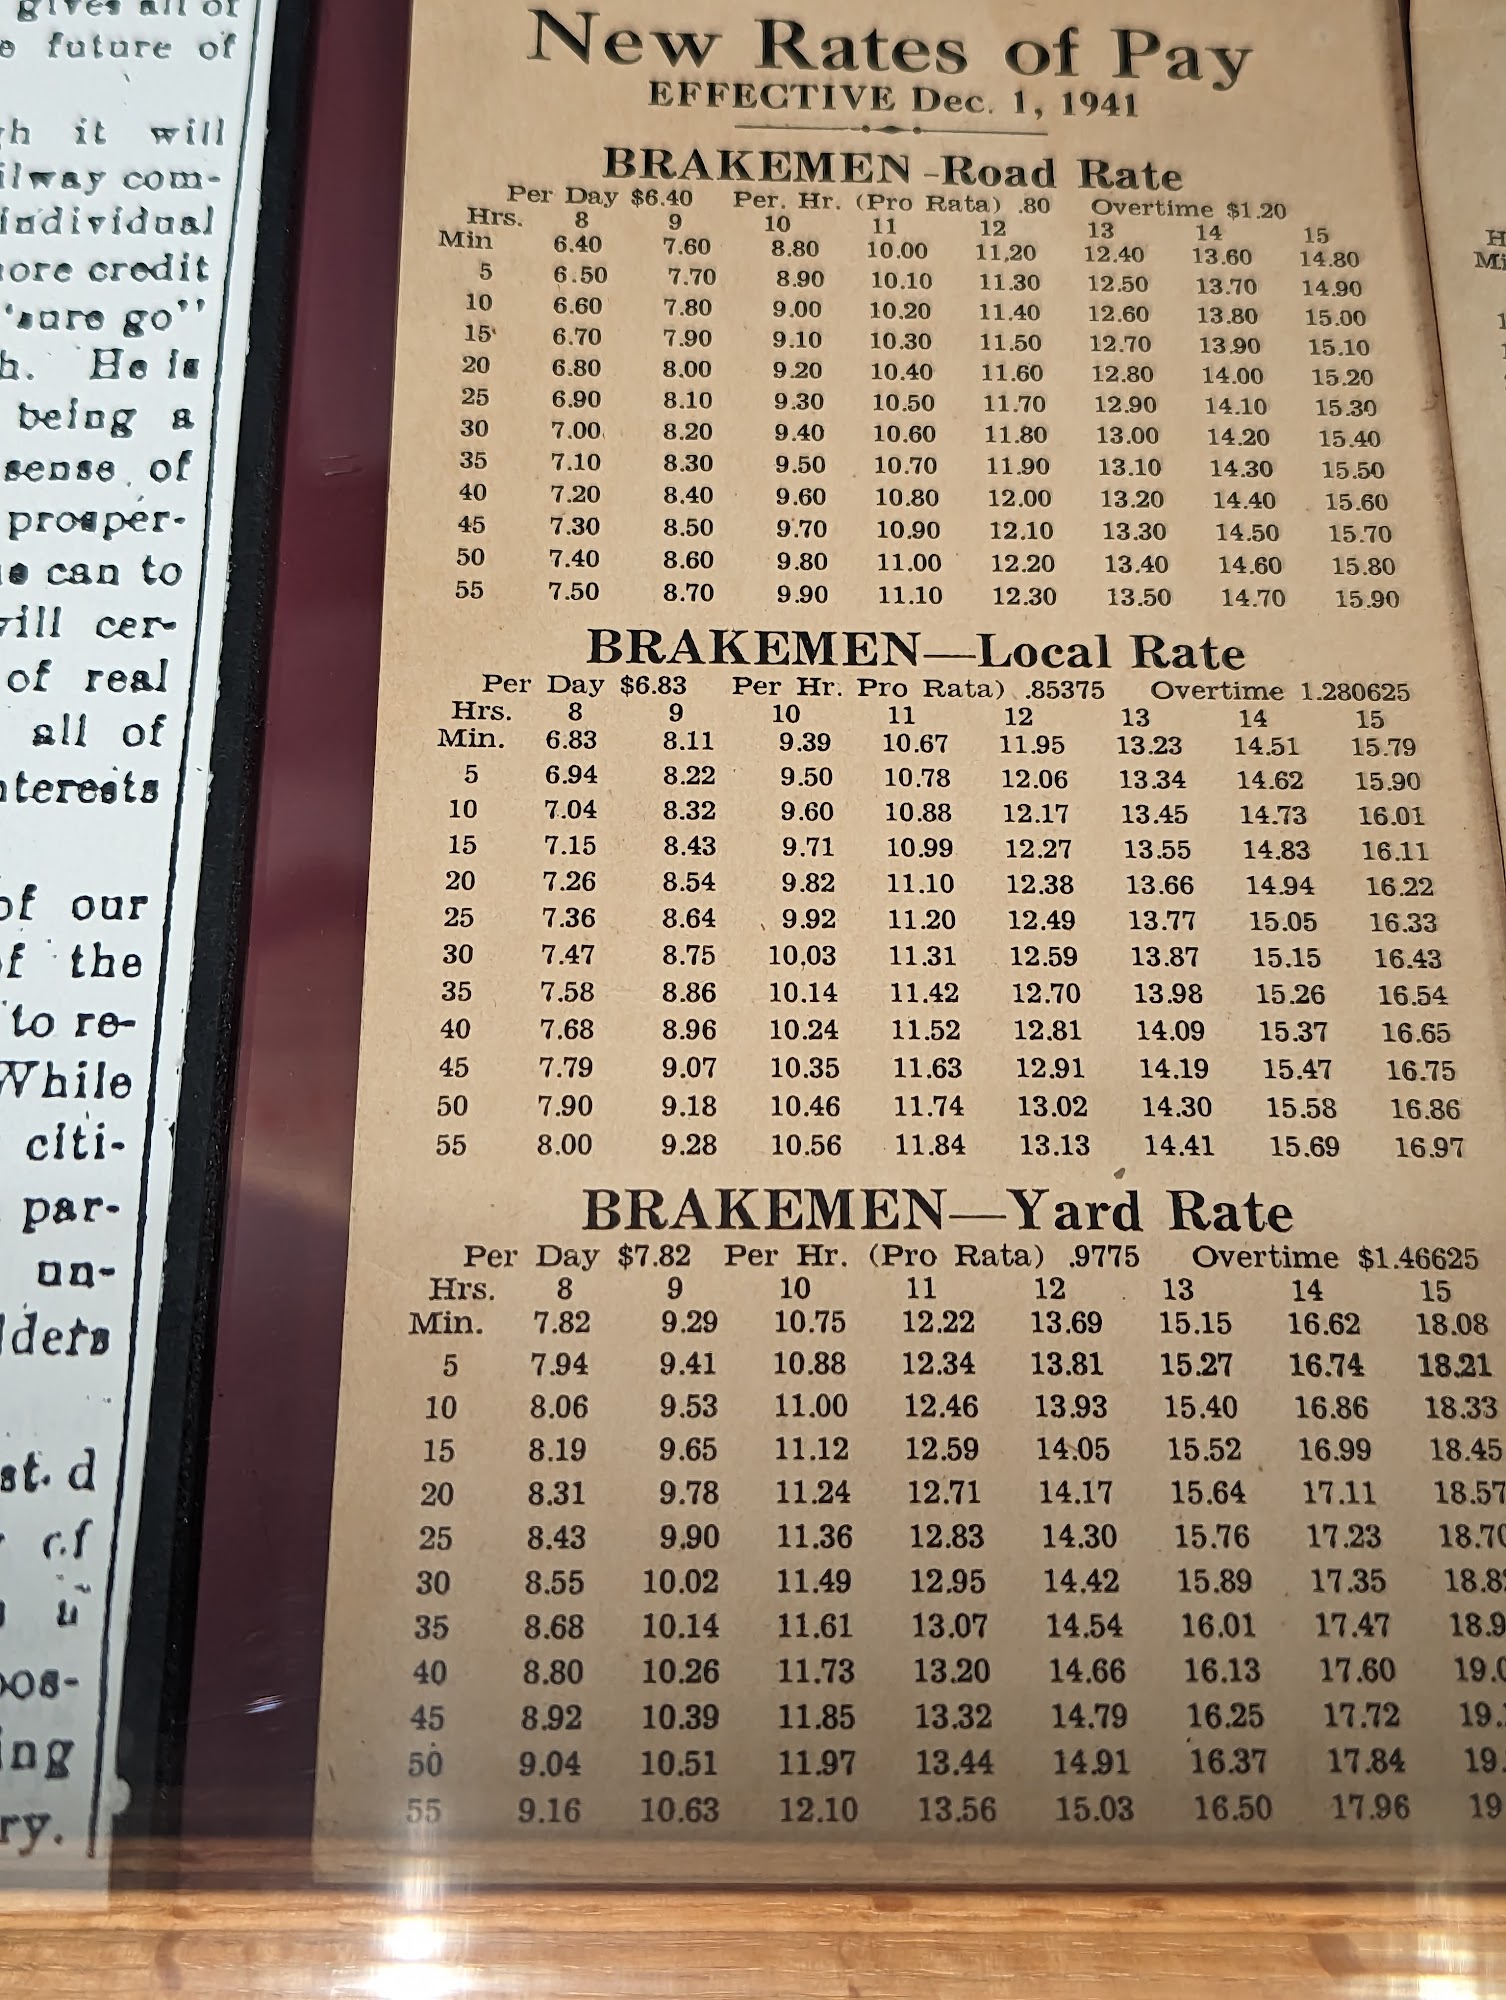 gives all of
future of
it will
com-
individual
credit
"sure go"
He is
being a
sense of
prosper-
can to
will cer-
of real
all of
of our
of the
to re-
While
citi-
par-
un-
New Rates of Pay
EFFECTIVE Dec. 1, 1941
BRAKEMEN -Road Rate
Per Day $6.40 Per. Hr. (Pro Rata) .80 Overtime $1.20
Hrs. 8 9 10 11 12 13 14 15
Min 6.40 7.60 8.80 10.00 11,20 12.40 13.60 14.80
5 6.50 7.70 8.90 10.10 11.30 12.50 13.70 14.90
10 6.60 7.80 9.00 10.20 11.40 12.60 13.80 15.00
15 6.70 7.90 9.10 10.30 11.50 12.70 13.90 15.10
20 6.80 8.00 9.20 10.40 11.60 12.80 14.00 15.20
25 6.90 8.10 9.30 10.50 11.70 12.90 14.10 15.30
30 7.00 8.20 9.40 10.60 11.80 13.00 14.20 15.40
35 7.10 8.30 9.50 10.70 11.90 13.10 14.30 15.50
40 7.20 8.40 9.60 10.80 12.00 13.20 14.40 15.60
45 7.30 8.50 9.70 10.90 12.10 13.30 14.50 15.70
50 7.40 8.60 9.80 11.00 12.20 13.40 14.60 15.80
55 7.50 8.70 9.90 11.10 12.30 13.50 14.70 15.90
BRAKEMEN—Local Rate
Per Day $6.83 Per Hr. Pro Rata) .85375 Overtime 1.280625
Hrs. 8 9 10 11 12 13 14 15
Min. 6.83 8.11 9.39 10.67 11.95 13.23 14.51 15.79
5 6.94 8.22 9.50 10.78 12.06 13.34 14.62 15.90
10 7.04 8.32 9.60 10.88 12.17 13.45 14.73 16.01
15 7.15 8.43 9.71 10.99 12.27 13.55 14.83 16.11
20 7.26 8.54 9.82 11.10 12.38 13.66 14.94 16.22
25 7.36 8.64 9.92 11.20 12.49 13.77 15.05 16.33
30 7.47 8.75 10,03 11.31 12.59 13.87 15.15 16.43
35 7.58 8.86 10.14 11.42 12.70 13.98 15.26 16.54
40 7.68 8.96 10.24 11.52 12.81 14.09 15.37 16.65
45 7.79 9.07 10.35 11.63 12.91 14.19 15.47 16.75
50 7.90 9.18 10.46 11.74 13.02 14.30 15.58 16.86
55 8.00 9.28 10.56 11.84 13.13 14.41 15.69 16.97
BRAKEMEN—Yard Rate
Per Day $7.82 Per Hr. (Pro Rata) .9775 Overtime $1.46625
Hrs. 8 9 10 11 12 13 14 15
Min. 7.82 9.29 10.75 12.22 13.69 15.15 16.62 18.08
5 7.94 9.41 10.88 12.34 13.81 15.27 16.74 18.21
10 8.06 9.53 11.00 12.46 13.93 15.40 16.86 18.33
15 8.19 9.65 11.12 12.59 14.05 15.52 16.99 18.45
20 8.31 9.78 11.24 12.71 14.17 15.64 17.11 18.57
25 8.43 9.90 11.36 12.83 14.30 15.76 17.23 18.70
30 8.55 10.02 11.49 12.95 14.42 15.89 17.35
35 8.68 10.14 11.61 13.07 14.54 16.01 17.47
40 8.80 10.26 11.73 13.20 14.66 16.13 17.60
45 8.92 10.39 11.85 13.32 14.79 16.25 17.72
50 9.04 10.51 11.97 13.44 14.91 16.37 17.84
55 9.16 10.63 12.10 13.56 15.03 16.50 17.96